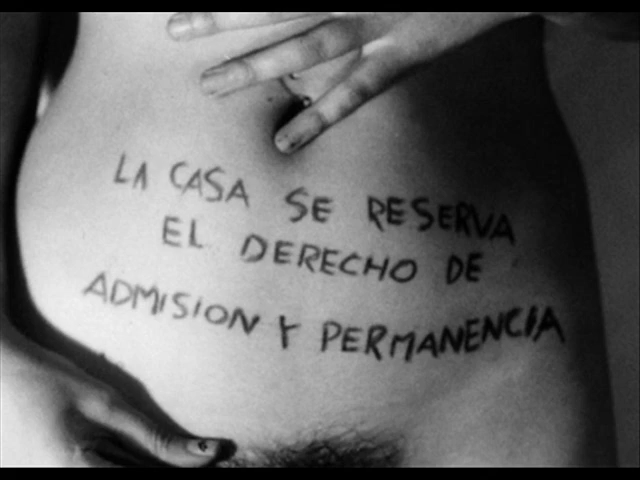 LA CASA SE RESERVA
EL DERECHO DE
ADMISION Y PERMANENCIA